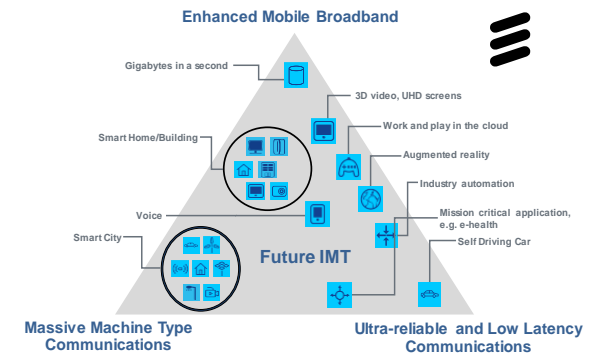 Enhanced Mobile Broadband
Gigabytes in a second
3D video, UHD screens
Work and play in the cloud
Smart Home/Building
Augmented reality
Industry automation
Voice
Mission critical application,
e.g. e-health
Smart City
Self Driving Car
Future IMT
Massive Machine Type
Communications
Ultra-reliable and Low Latency
Communications